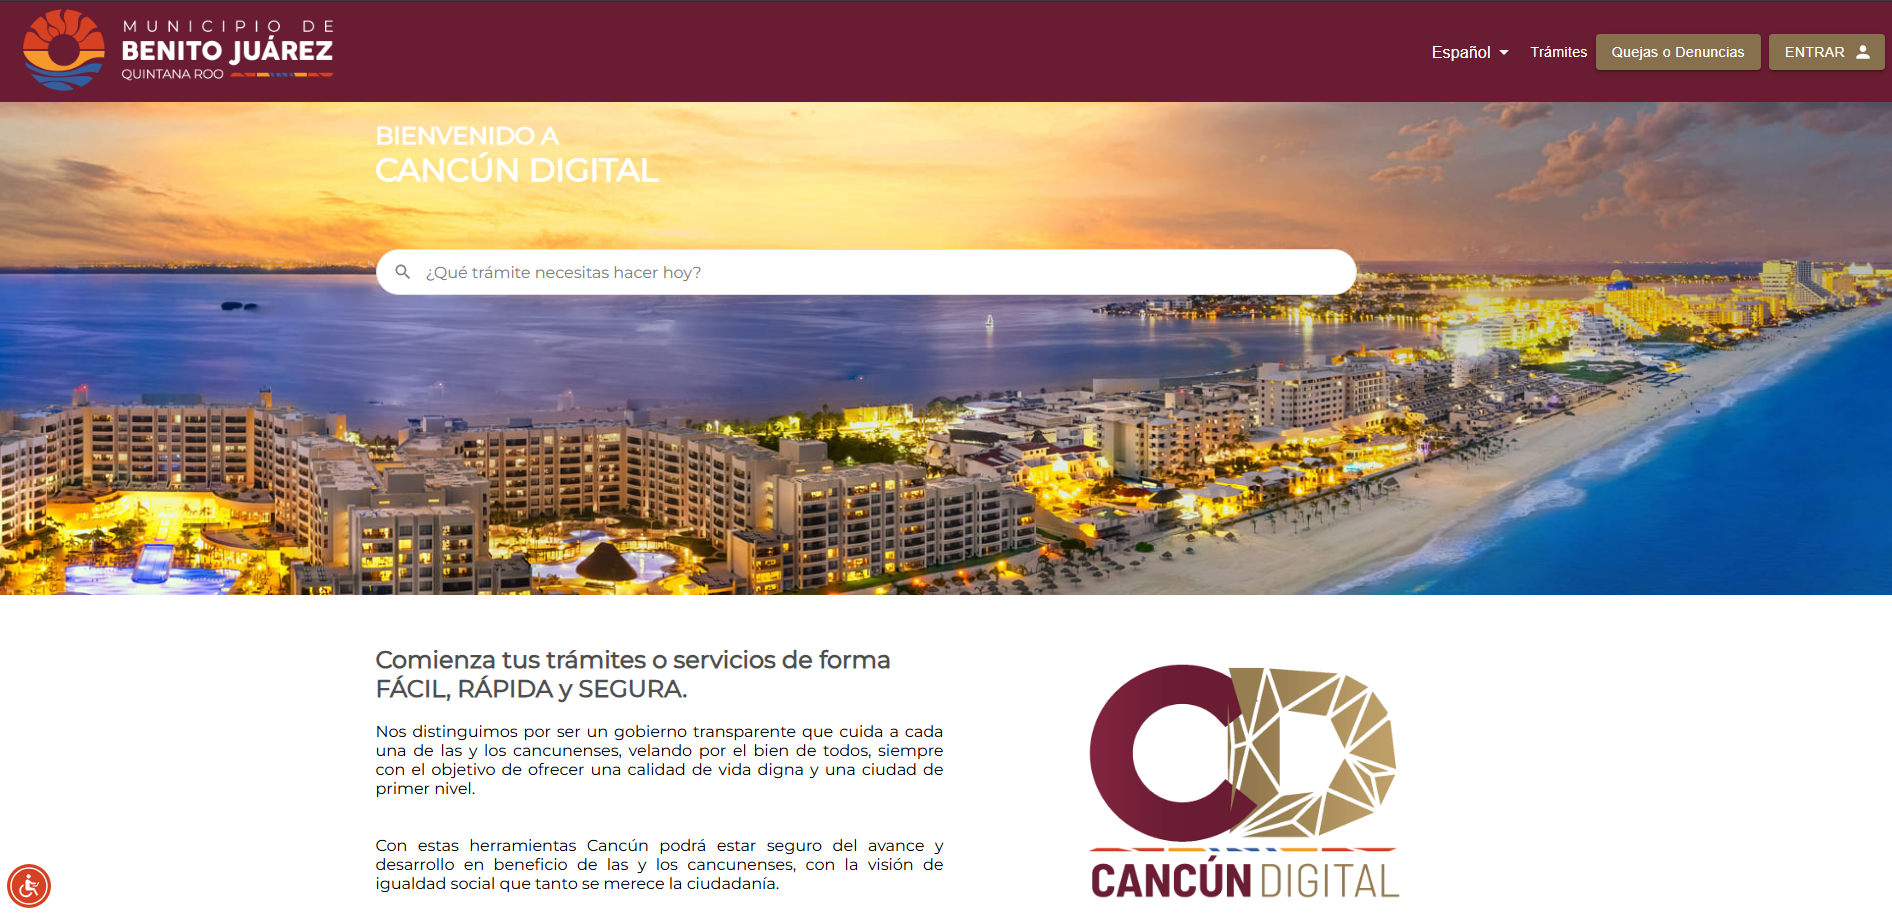 MUNICIPIO DE
BENITO JUÁREZ
QUINTANA ROO
Español
Trámites
Quejas o Denuncias
ENTRAR
BIENVENIDO A
CANCÚN DIGITAL
¿Qué trámite necesitas hacer hoy?
Comienza tus trámites o servicios de forma
FÁCIL, RÁPIDA y SEGURA.
Nos distinguimos por ser un gobierno transparente que cuida a cada
una de las y los cancunenses, velando por el bien de todos, siempre
con el objetivo de ofrecer una calidad de vida digna y una ciudad de
primer nivel.
Con estas herramientas Cancún podrá estar seguro del avance y
desarrollo en beneficio de las y los cancunenses, con la visión de
igualdad social que tanto se merece la ciudadanía.
CD
CANCÚN DIGITAL